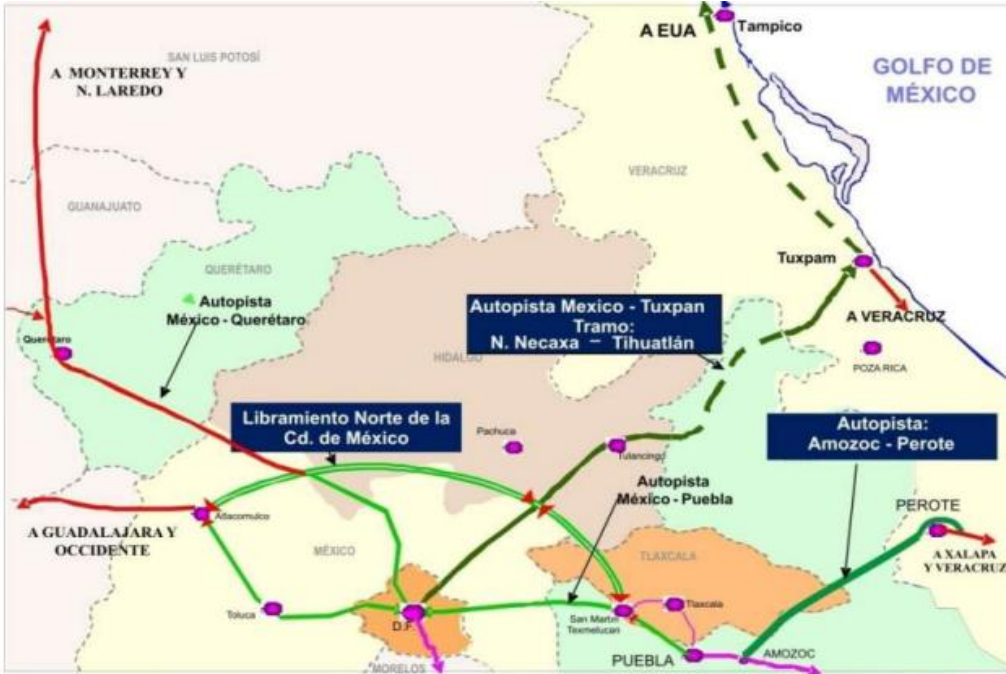 A EUA
Tampico
SAN LUIS POTOSÍ
A MONTERREY Y
N. LAREDO
GOLFO DE
MÉXICO
VERACRUZ
GUANAJUATO
QUERÉTARO
Tuxpam
Autopista
México - Querétaro
Autopista Mexico - Tuxpan
Tramo:
N. Necaxa – Tihuatlán
A VERACRUZ
Querétaro
HIDALGO
POZA RICA
Libramiento Norte de la
Cd. de México
Autopista:
Amozoc - Perote
Pachuca
Tulancingo
Autopista
México - Puebla
PEROTE
Atlacomulco
A GUADALAJARA Y
OCCIDENTE
MÉXICO
TLAXCALA
A XALAPA
Y VERACRUZ
Toluca
D.F.
San Martín
Texmelucan
Tlaxcala
PUEBLA
AMOZOC
MORELOS